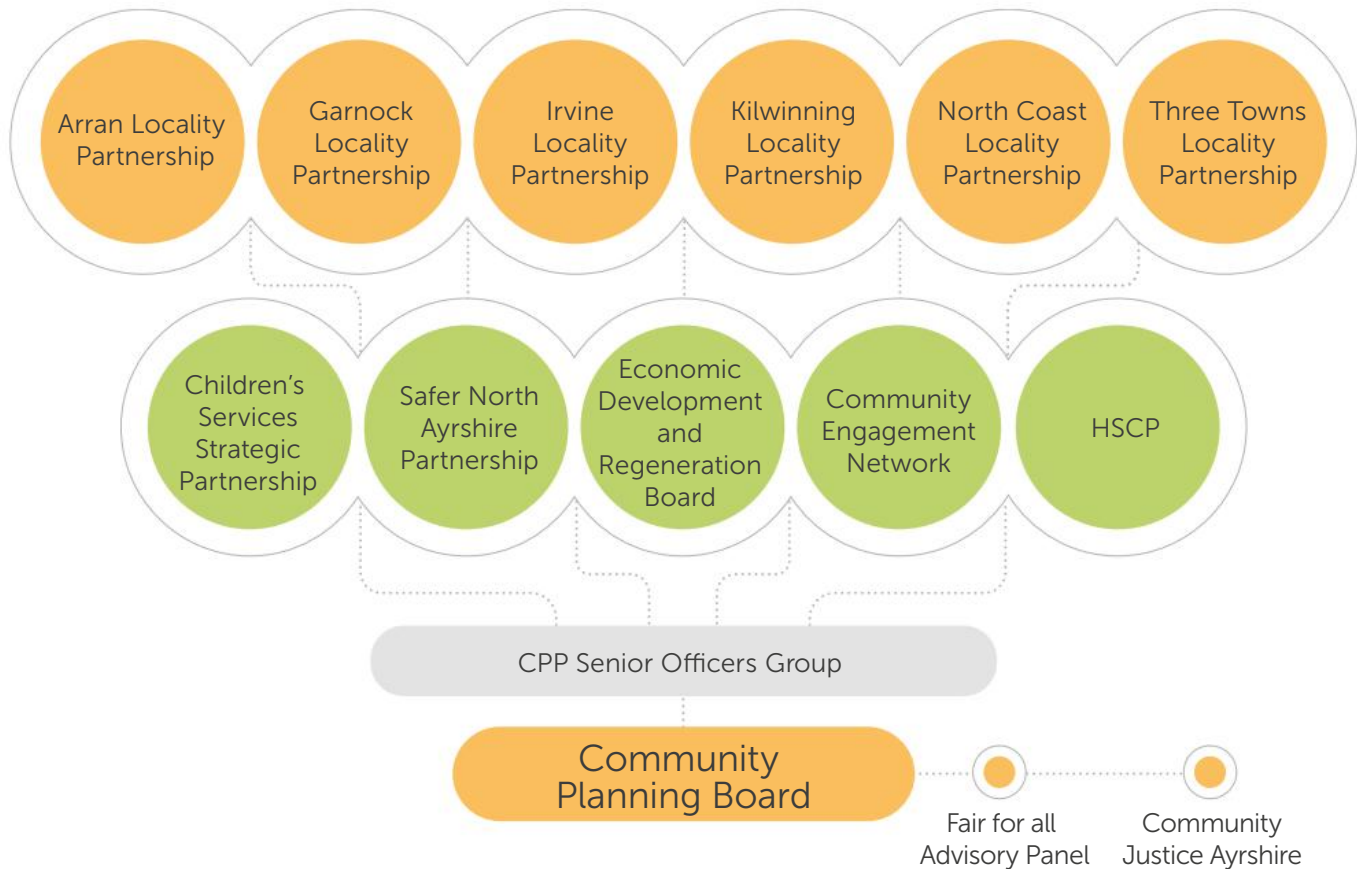 Arran Locality
Partnership
Garnock
Locality
Partnership
Irvine
Locality
Partnership
Kilwinning
Locality
Partnership
North Coast
Locality
Partnership
Three Towns
Locality
Partnership
Children’s
Services
Strategic
Partnership
Safer North
Ayrshire
Partnership
Economic
Development
and
Regeneration
Board
Community
Engagement
Network
HSCP
CPP Senior Officers Group
Community
Planning Board
Fair for all
Advisory Panel
Community
Justice Ayrshire